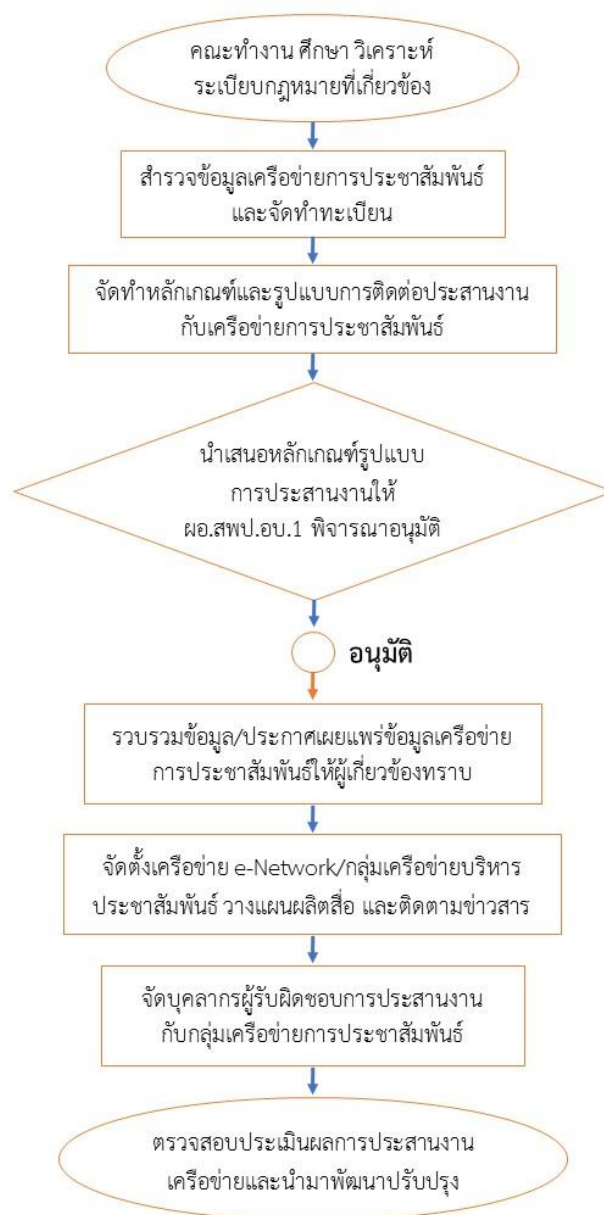 คณะทำงาน ศึกษา วิเคราะห์
ระเบียบกฎหมายที่เกี่ยวข้อง
สำรวจข้อมูลเครือข่ายการประชาสัมพันธ์
และจัดทำทะเบียน
จัดทำหลักเกณฑ์และรูปแบบการติดต่อประสานงาน
กับเครือข่ายการประชาสัมพันธ์
นำเสนอหลักเกณฑ์รูปแบบ
การประสานงานให้
ผอ.สพป.อบ.1 พิจารณาอนุมัติ
อนุมัติ
รวบรวมข้อมูล/ประกาศเผยแพร่ข้อมูลเครือข่าย
การประชาสัมพันธ์ให้ผู้เกี่ยวข้องทราบ
จัดตั้งเครือข่าย e-Network/กลุ่มเครือข่ายบริหาร
ประชาสัมพันธ์ วางแผนผลิตสื่อ และติดตามข่าวสาร
จัดบุคลากรผู้รับผิดชอบการประสานงาน
กับกลุ่มเครือข่ายการประชาสัมพันธ์
ตรวจสอบประเมินผลการประสานงาน
เครือข่ายและนำมาพัฒนาปรับปรุง